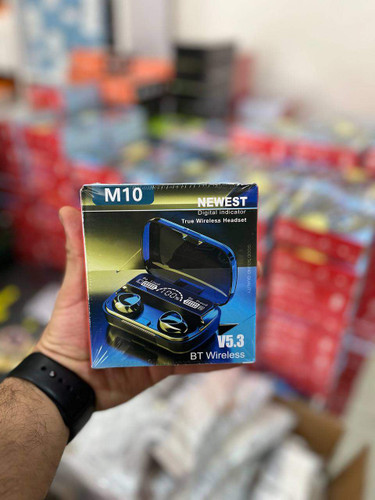 M10
NEWEST
Digital indicator
True Wireless Headset
V5.3
BT Wireless